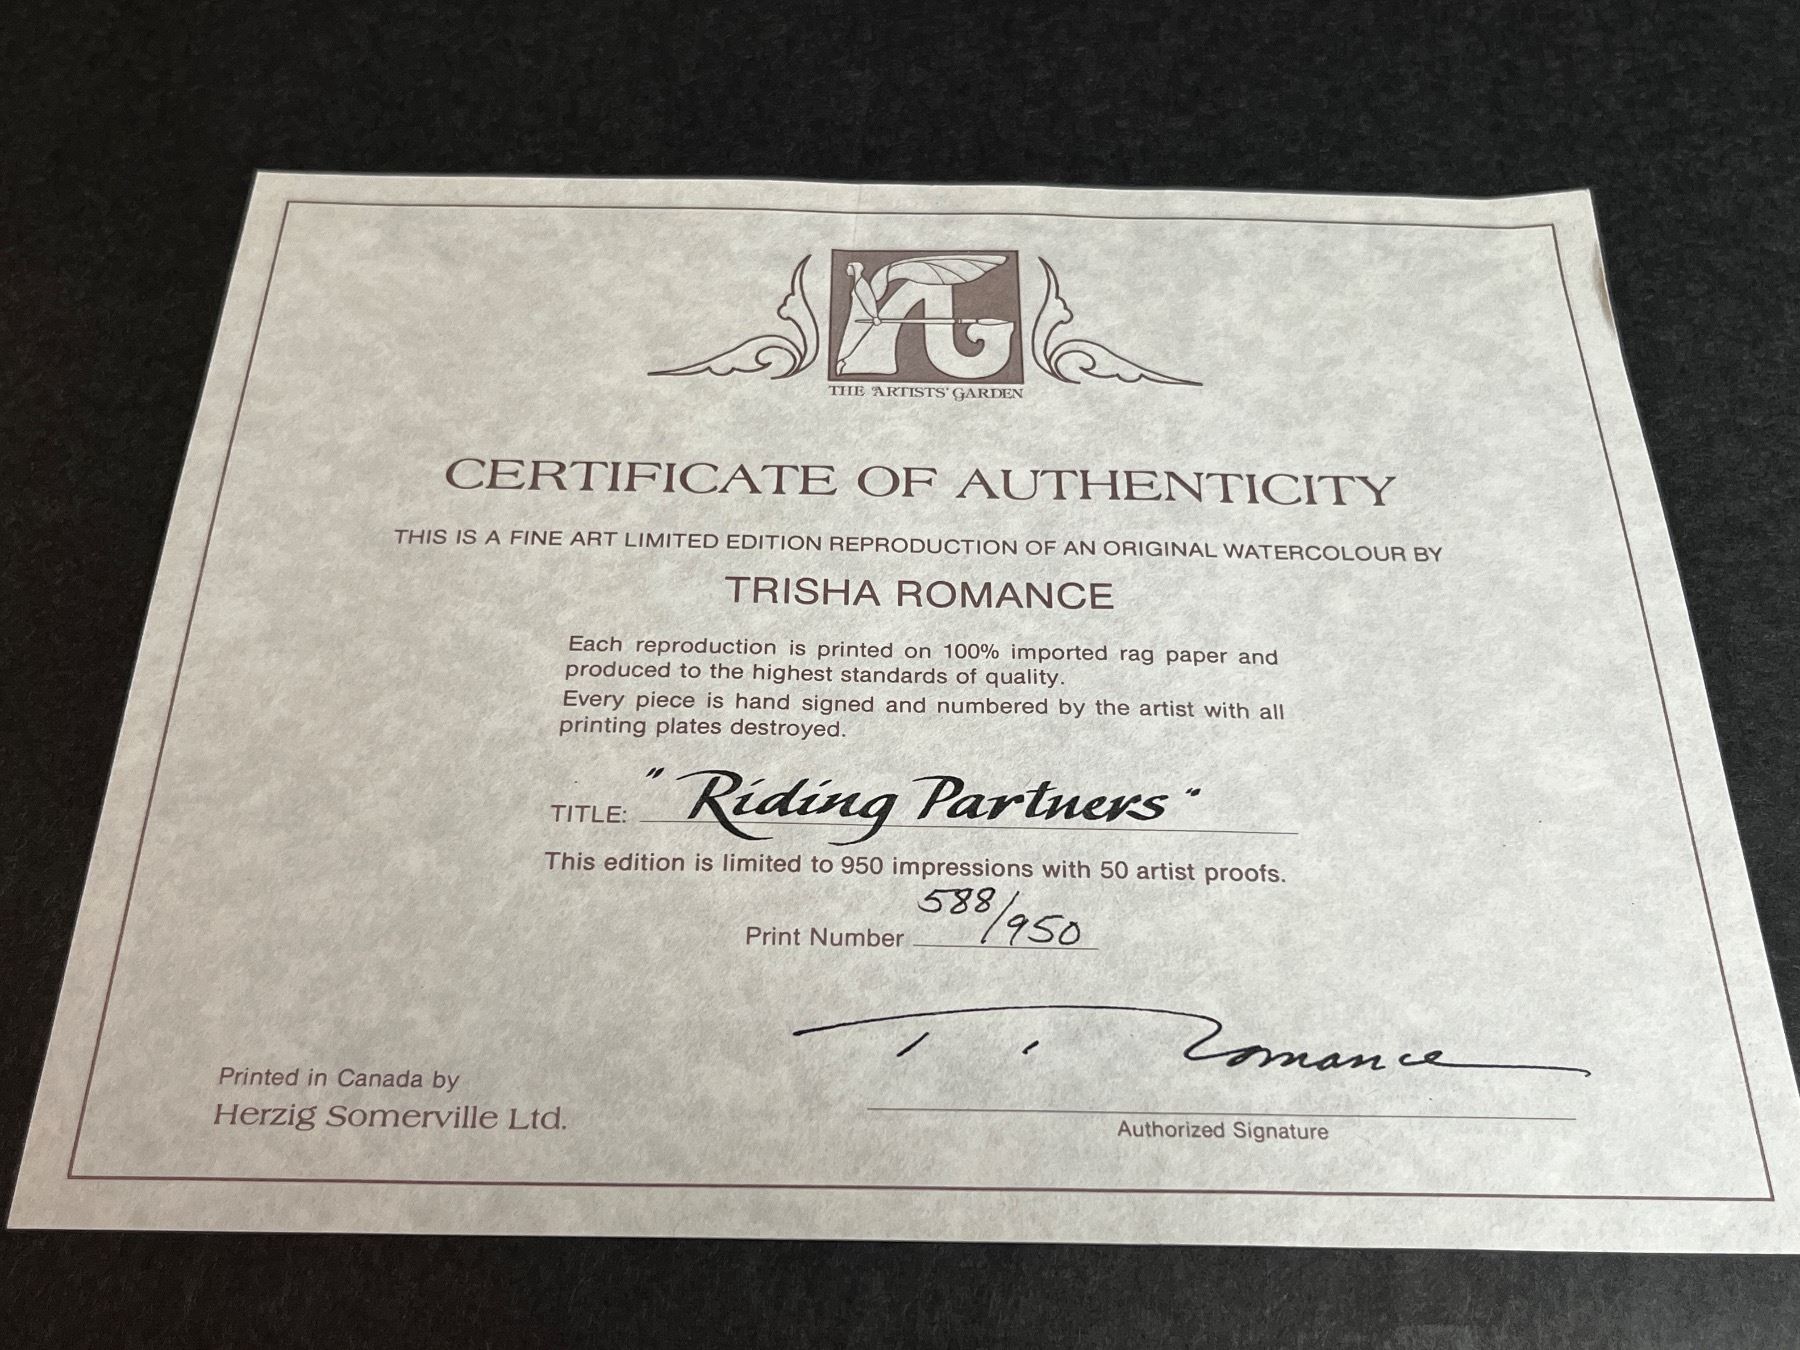 THE ARTISTS' GARDEN
CERTIFICATE OF AUTHENTICITY
THIS IS A FINE ART LIMITED EDITION REPRODUCTION OF AN ORIGINAL WATERCOLOUR BY
TRISHA ROMANCE
Each reproduction is printed on 100% imported rag paper and
produced to the highest standards of quality.
Every piece is hand signed and numbered by the artist with all
printing plates destroyed.
TITLE: "Riding Partners"
This edition is limited to 950 impressions with 50 artist proofs.
Print Number 588/950
T. Romance
Authorized Signature
Printed in Canada by
Herzig Somerville Ltd.